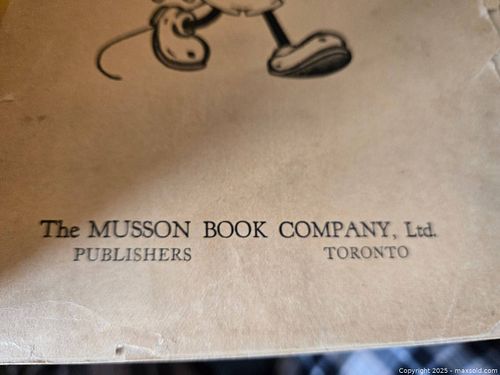 The MUSSON BOOK COMPANY, Ltd.
PUBLISHERS TORONTO
Copyright 2025 - maxsold.com